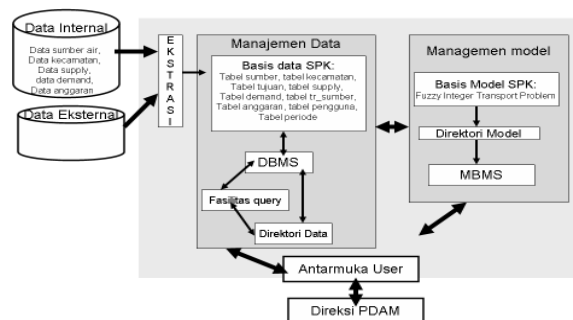 Data Internal
Data sumber air,
Data kecamatan,
Data supply,
data demand,
Data anggaran
Data Eksternal
EKSTRASI
Manajemen Data
Basis data SPK:
Tabel sumber, tabel kecamatan,
Tabel tujuan, tabel supply,
Tabel demand, tabel tr_sumber,
Tabel anggaran, tabel pengguna,
Tabel periode
DBMS
Fasilitas query
Direktori Data
Managemen model
Basis Model SPK:
Fuzzy Integer Transport Problem
Direktori Model
MBMS
Antarmuka User
Direksi PDAM